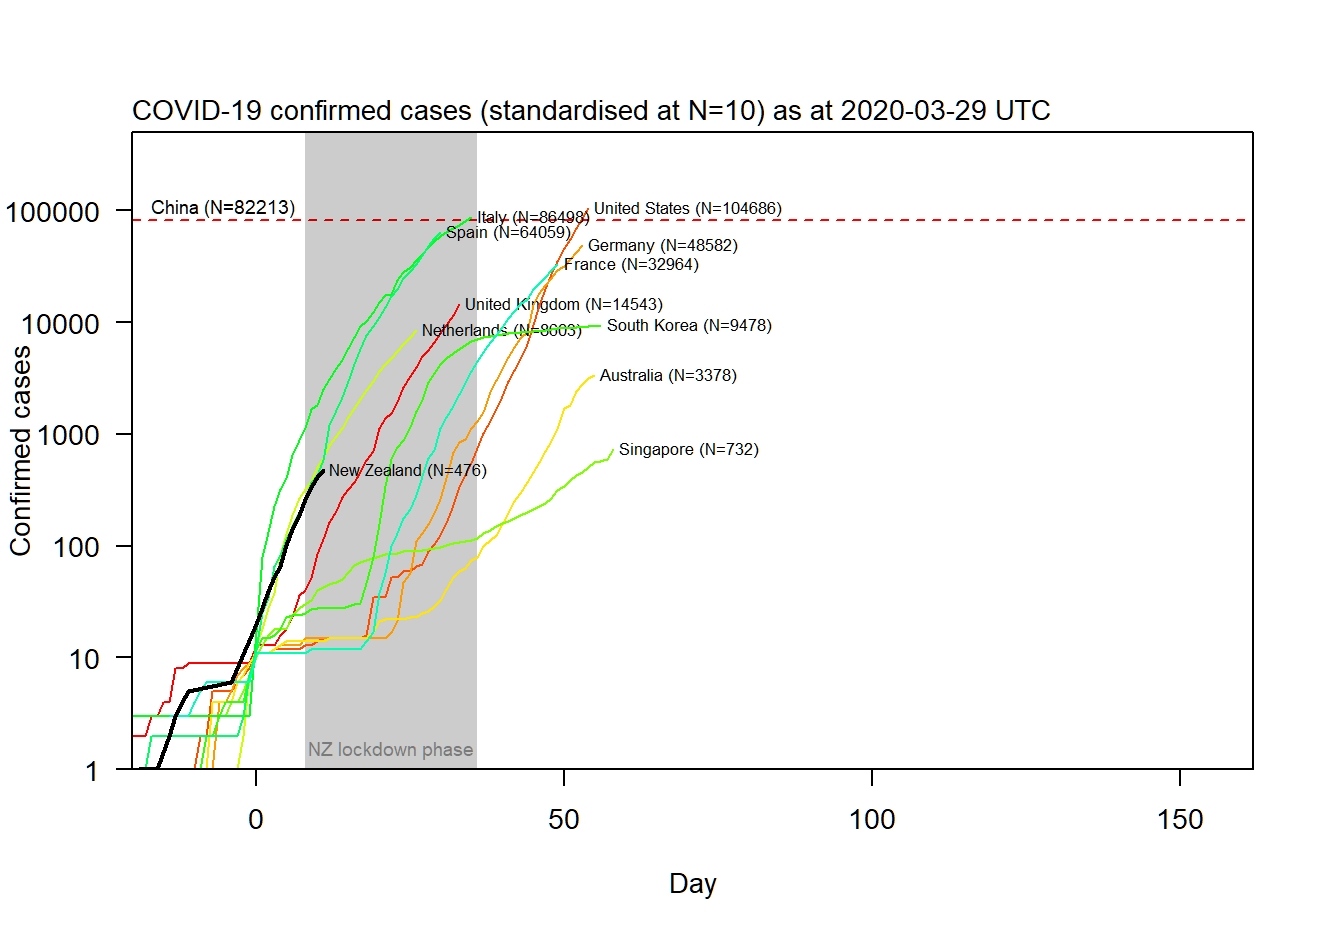 COVID-19 confirmed cases (standardised at N=10) as at 2020-03-29 UTC
Confirmed cases
100000
10000
1000
100
10
1
China (N=82213)
United States (N=104686)
Italy (N=86498)
Spain (N=64059)
Germany (N=48582)
France (N=32964)
United Kingdom (N=14543)
South Korea (N=9478)
Netherlands (N=8603)
Australia (N=3378)
Singapore (N=732)
New Zealand (N=476)
NZ lockdown phase
0
50
100
150
Day